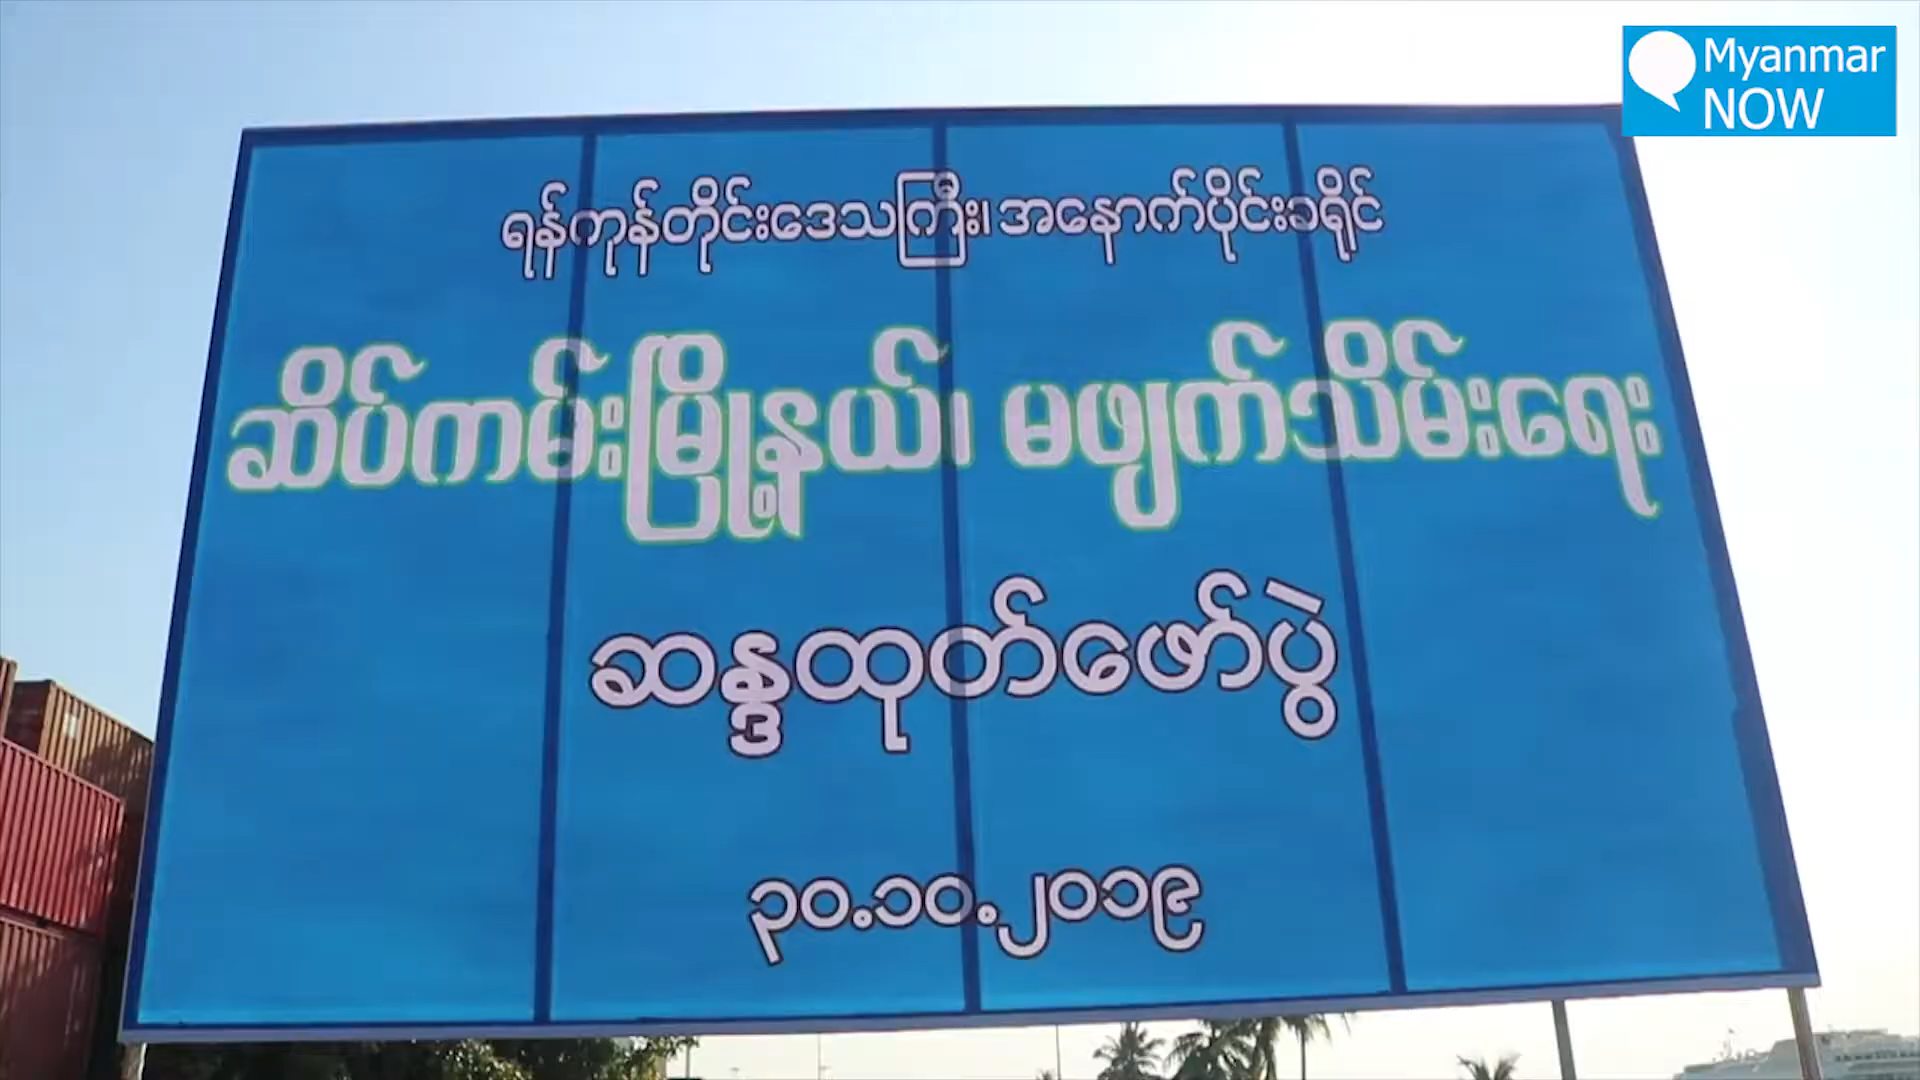 Myanmar
NOW
ရန်ကုန်တိုင်းဒေသကြီး၊ အနောက်ပိုင်းခရိုင်
ဆိပ်ကမ်းမြို့နယ်၊ မဖျက်သိမ်းရေး
ဆန္ဒထုတ်ဖော်ပွဲ
၃၀.၁၀.၂၀၁၉